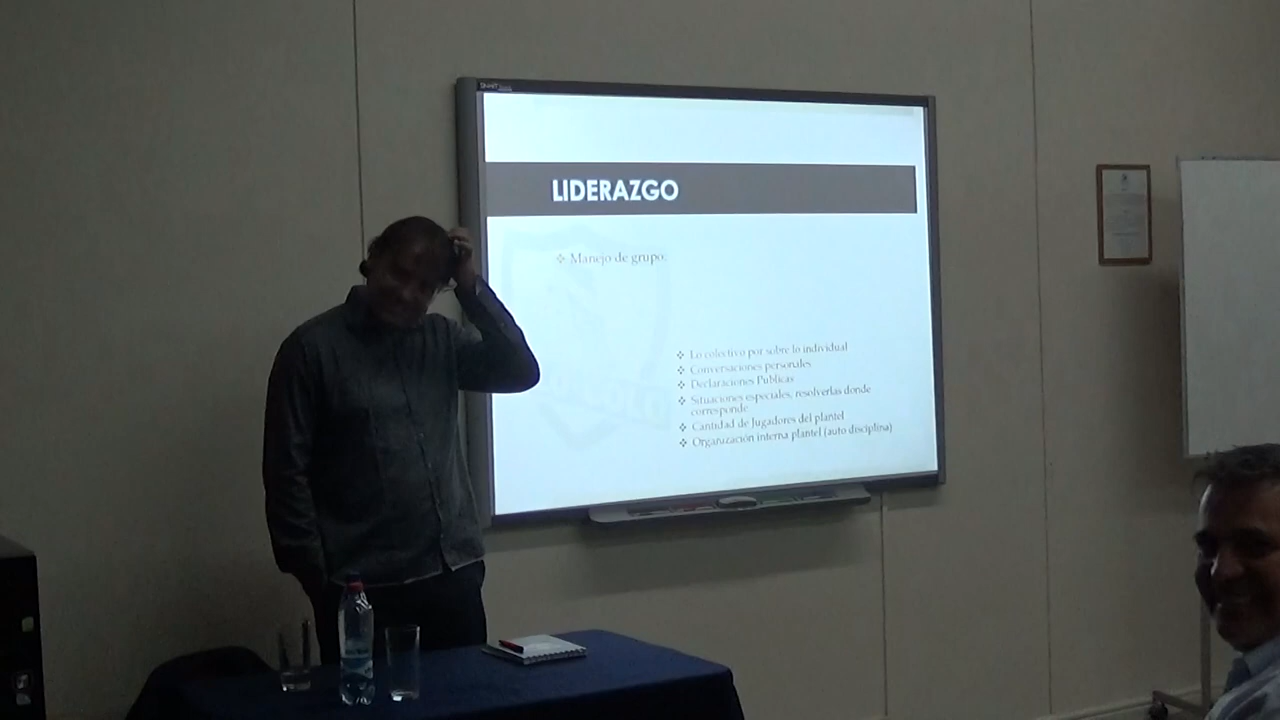 SMART
LIDERAZGO
❖ Manejo de grupo:
❖ Lo colectivo por sobre lo individual
❖ Conversaciones personales
❖ Declaraciones Publicas
❖ Situaciones especiales, resolverlas donde
corresponde
❖ Cantidad de Jugadores del plantel
❖ Organización interna plantel (auto disciplina)